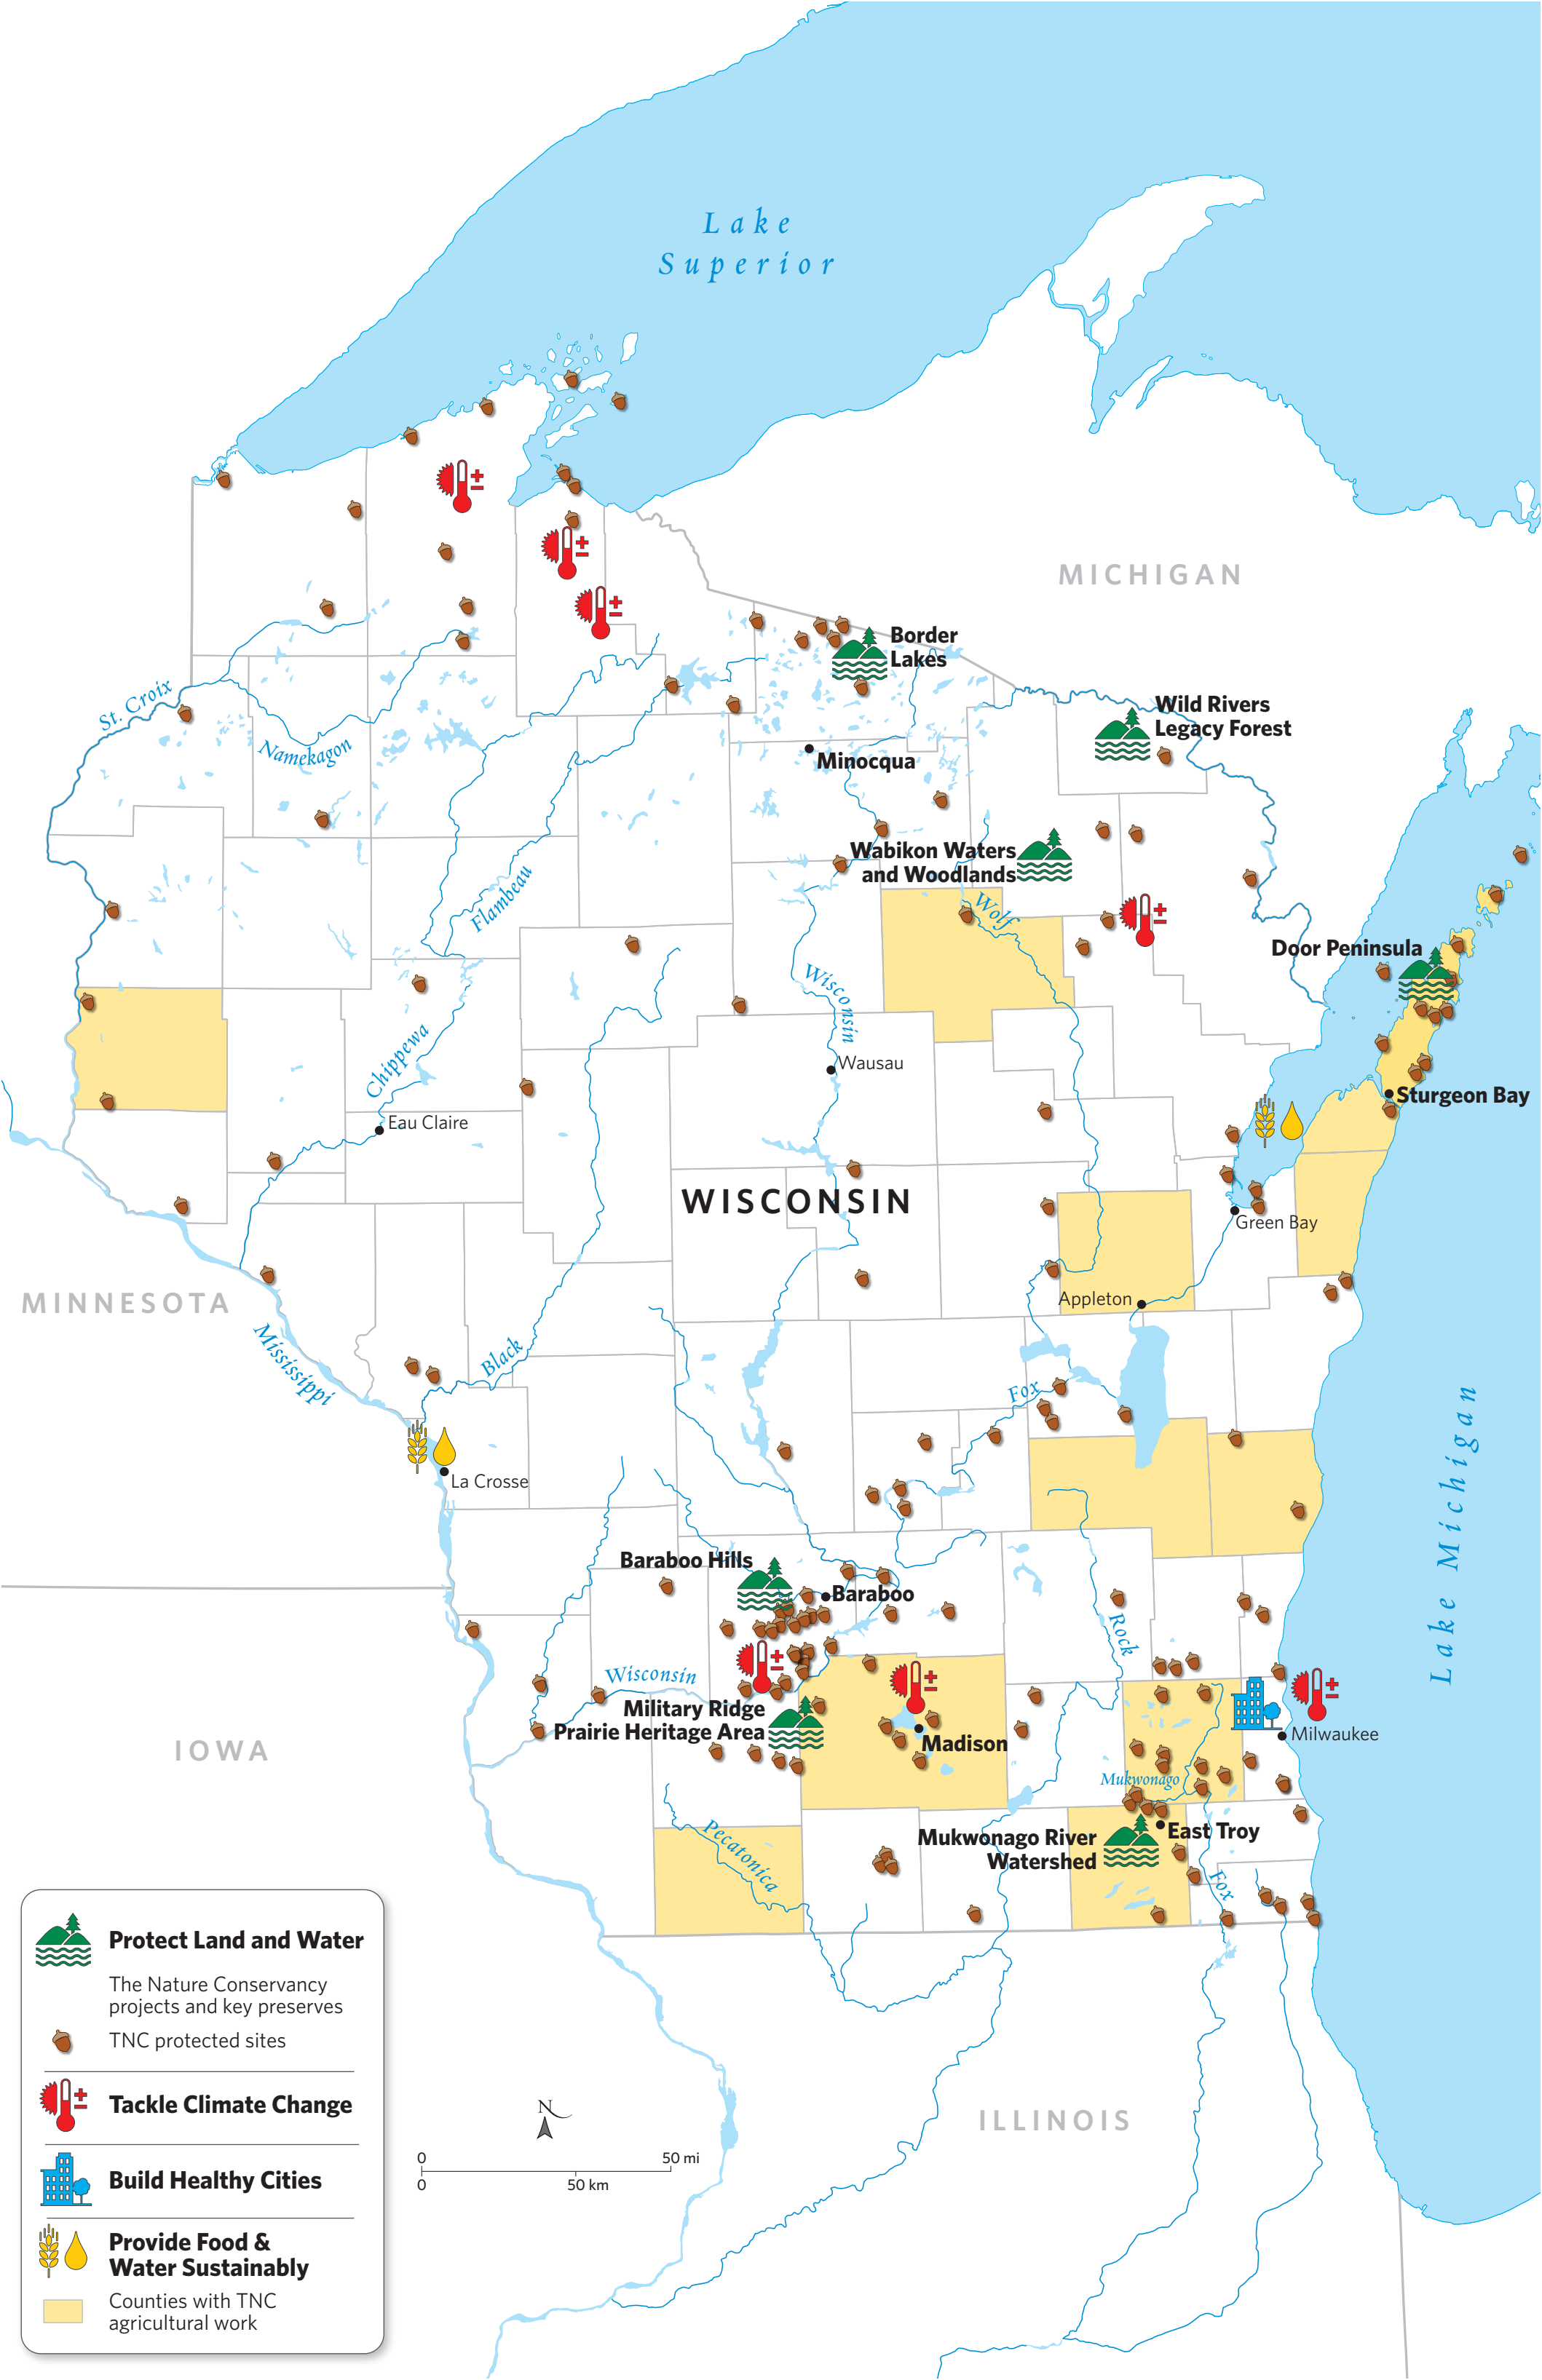 Lake
Superior
MICHIGAN
Border
Lakes
Wild Rivers
Legacy Forest
St. Croix
Namekagon
Minocqua
Wabikon Waters
and Woodlands
Flambeau
Wolf
Door Peninsula
Wisconsin
Chippewa
Wausau
Sturgeon Bay
Eau Claire
WISCONSIN
Green Bay
MINNESOTA
Appleton
Mississippi
Black
Fox
Lake Michigan
La Crosse
Baraboo Hills
Baraboo
Rock
Wisconsin
Military Ridge
Prairie Heritage Area
Madison
Milwaukee
IOWA
Mukwonago
Pecatonica
Mukwonago River
Watershed
East Troy
Fox
Protect Land and Water
The Nature Conservancy
projects and key preserves
TNC protected sites
Tackle Climate Change
Build Healthy Cities
Provide Food &
Water Sustainably
Counties with TNC
agricultural work
N
0 50 mi
0 50 km
ILLINOIS